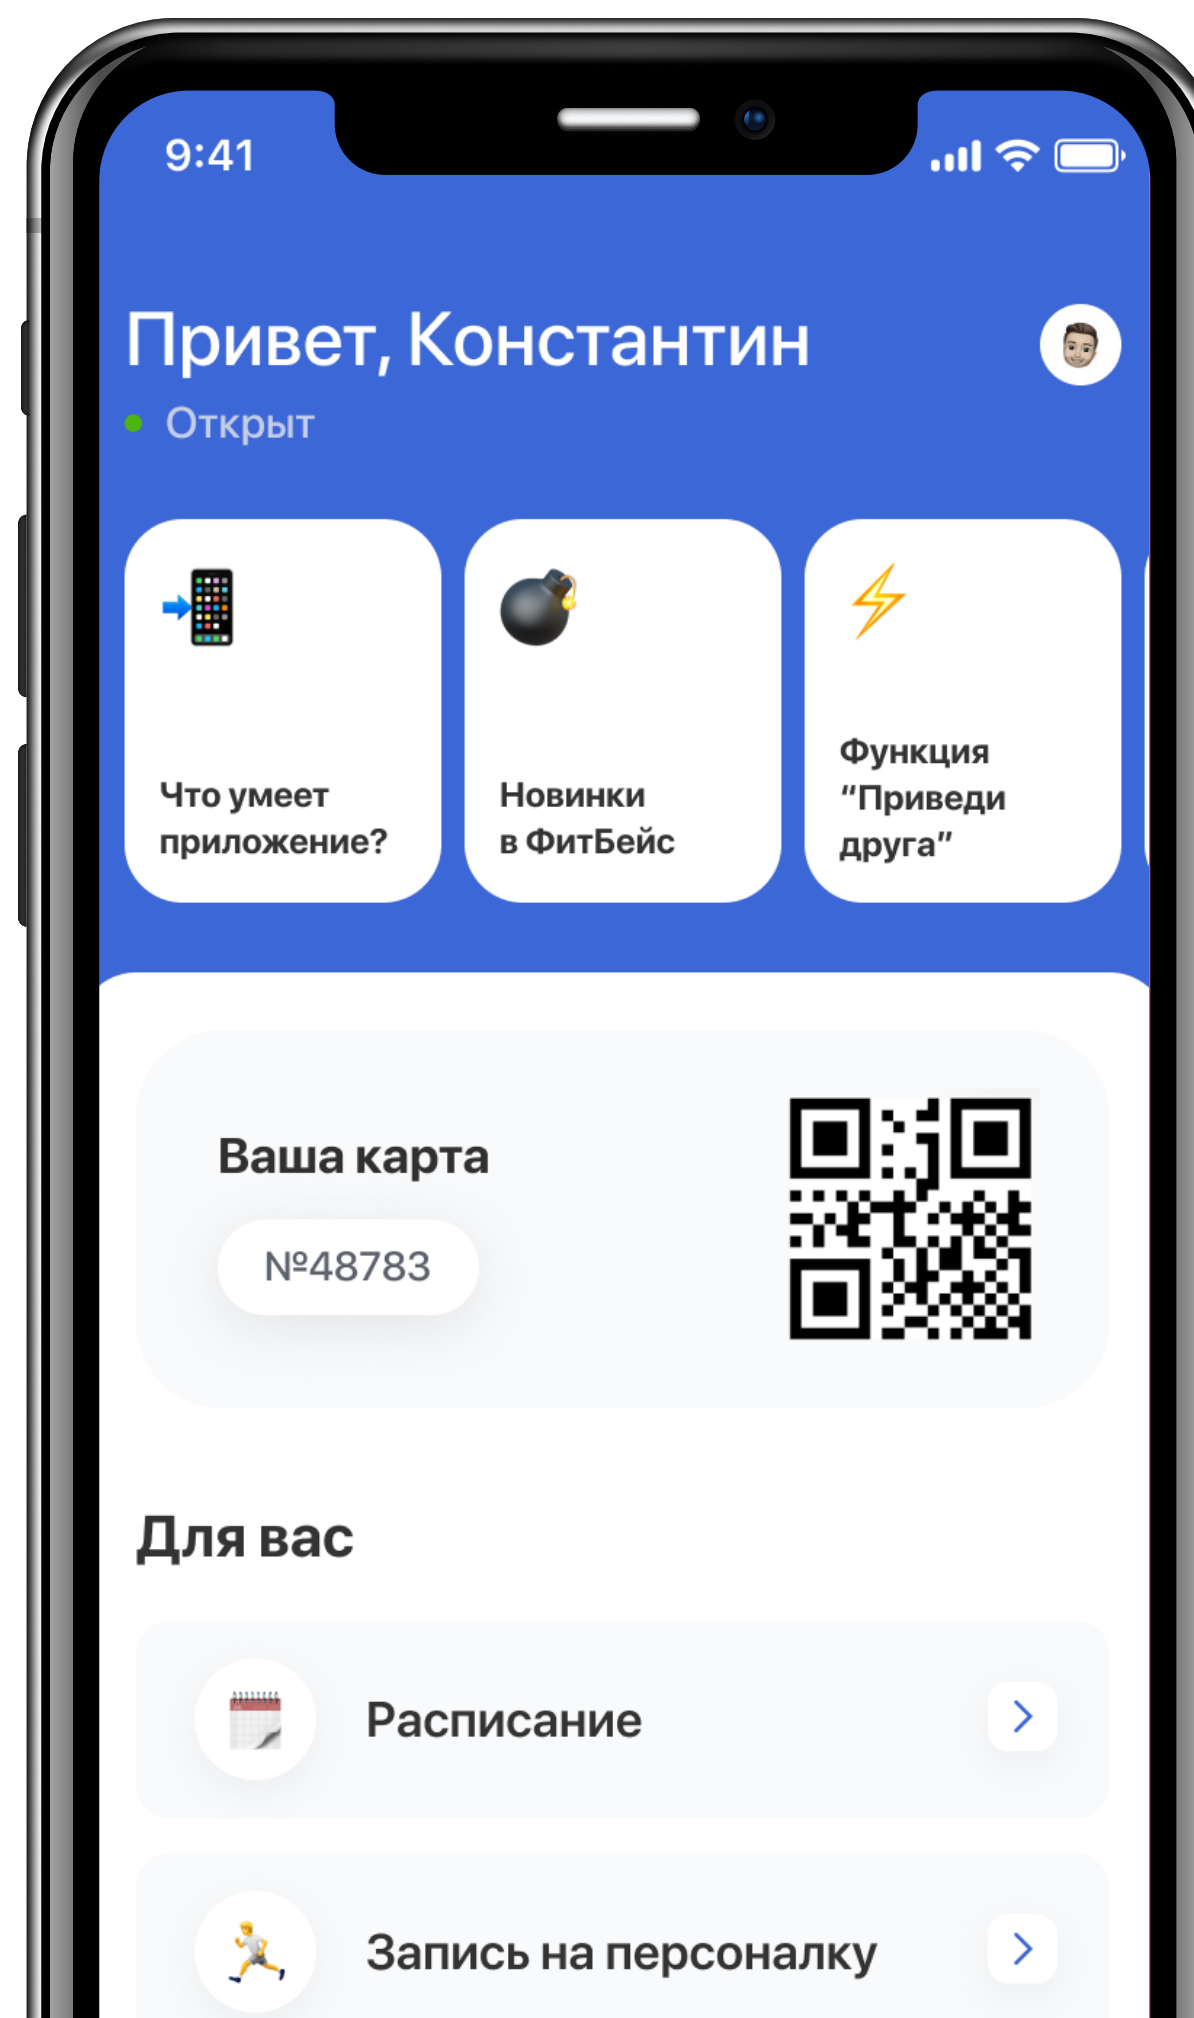 9:41
Привет, Константин
Открыт
Что умеет
приложение?
Новинки
в ФитБейс
Функция
“Приведи
друга”
Ваша карта
№48783
Для вас
Расписание
Запись на персоналку